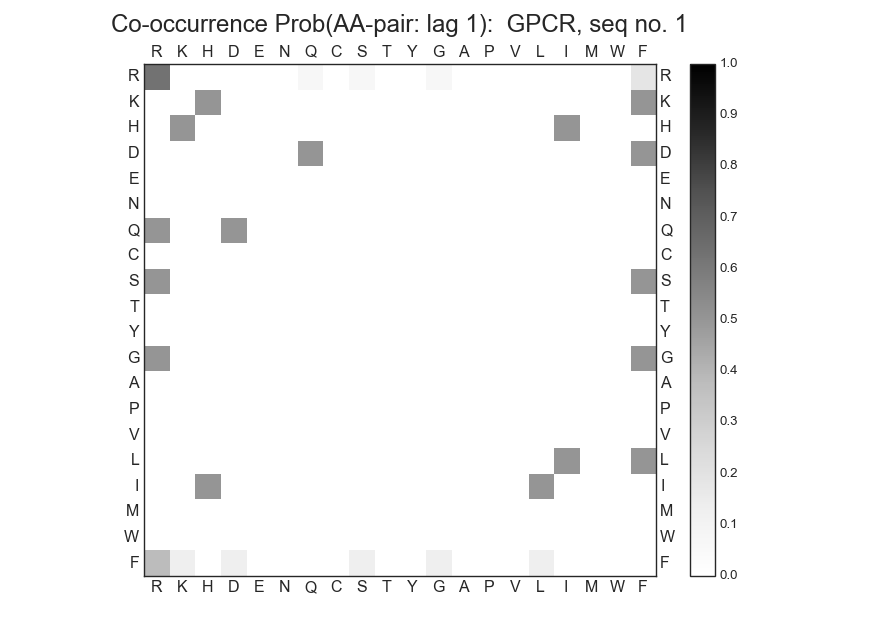 Co-occurrence Prob(AA-pair: lag 1):  GPCR, seq no. 1
R K H D E N Q C S T Y G A P V L I M W F
R R 1.0
K K 0.9
H H
D D 0.8
E E
N N 0.7
Q Q
C C 0.6
S S
T T 0.5
Y Y
G G 0.4
A A
P P 0.3
V V
L L 0.2
I I
M M 0.1
W W
F F 0.0
R K H D E N Q C S T Y G A P V L I M W F